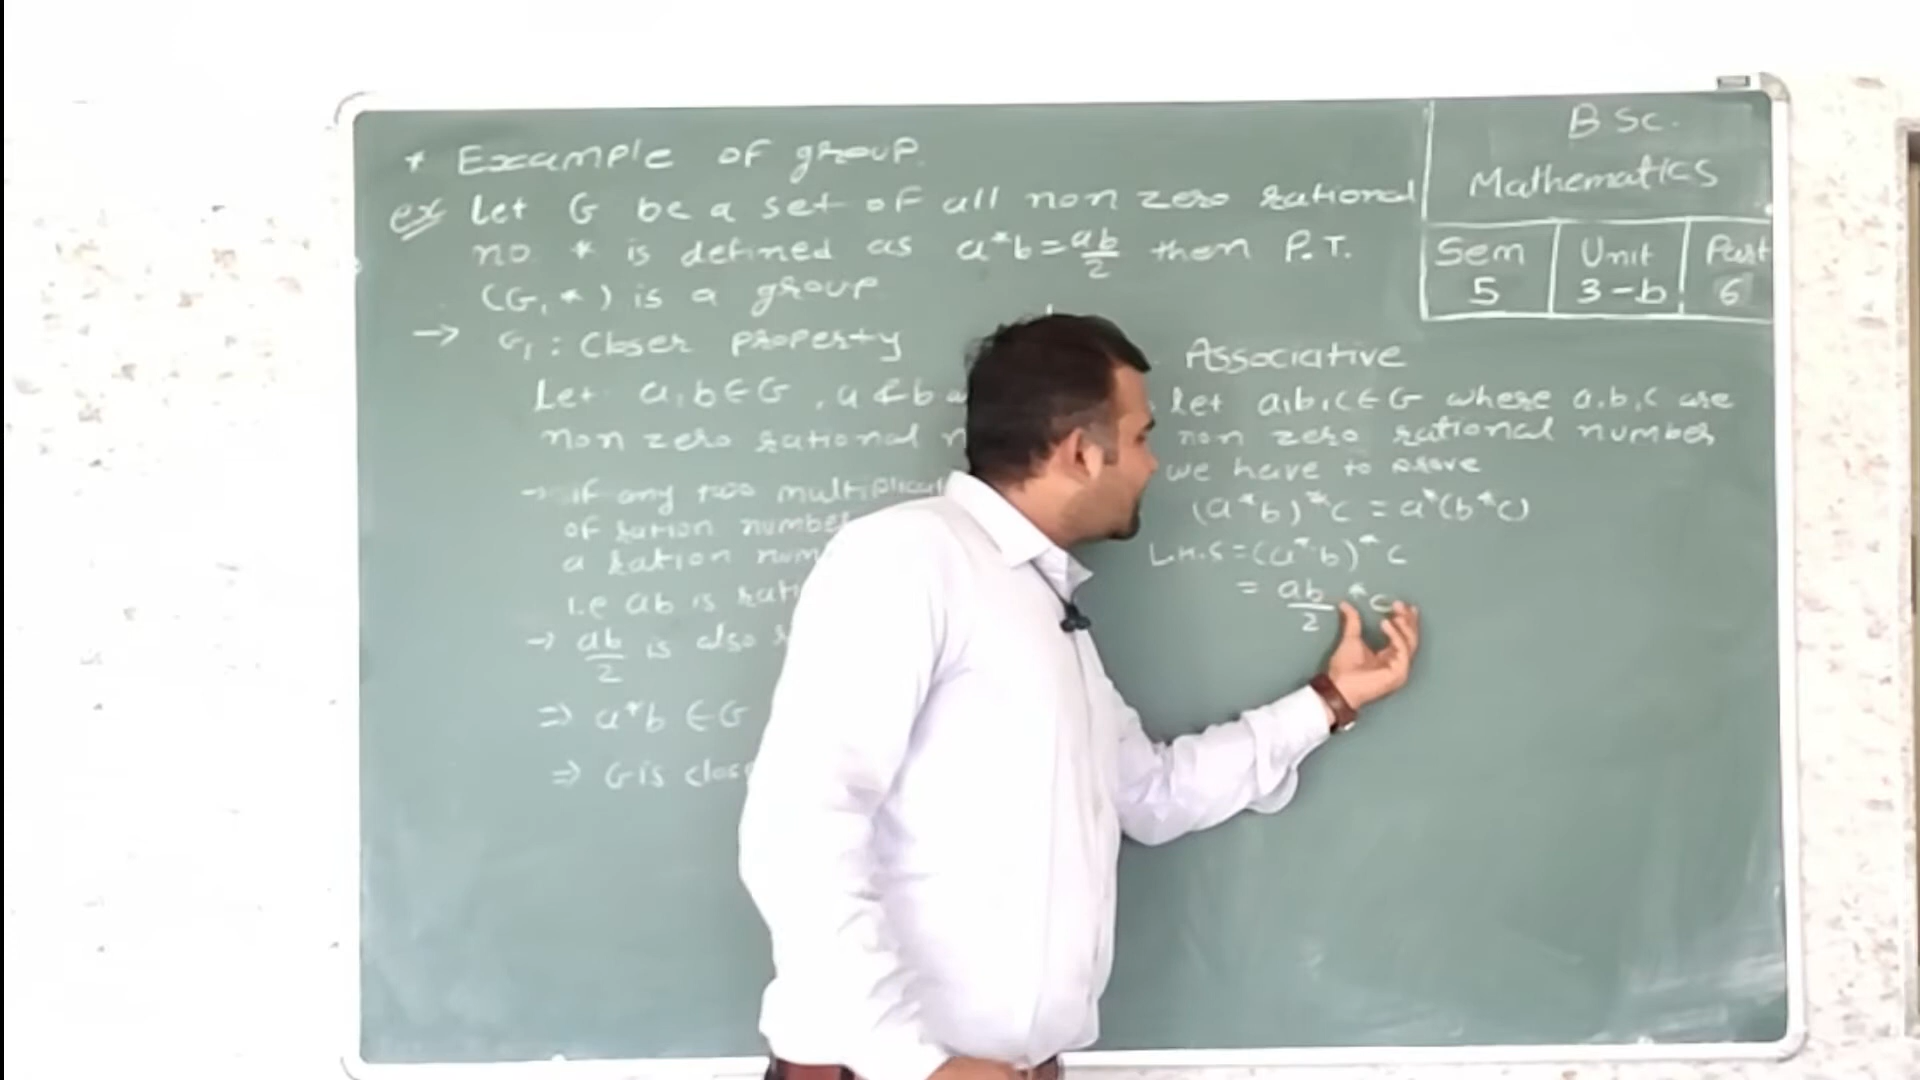 * Example of group.
ex Let G be a set of all non zero rational
no * is defined as a*b = ab/2 then P.T.
(G, *) is a group
→ G₁ : Closer property
Let a, b ∈ G, a & b
non zero rational
→ if any two multiplicat
of ration number
a ration num
i.e ab is rati
→ ab/2 is also
⇒ a*b ∈ G
⇒ G is close
Associative
let a, b, c ∈ G where a, b, c are
non zero rational number
we have to prove
(a*b)*c = a*(b*c)
L.H.S = (a*b)*c
= ab/2 * c
B Sc.
Mathematics
Sem Unit Part
5 3-b 6